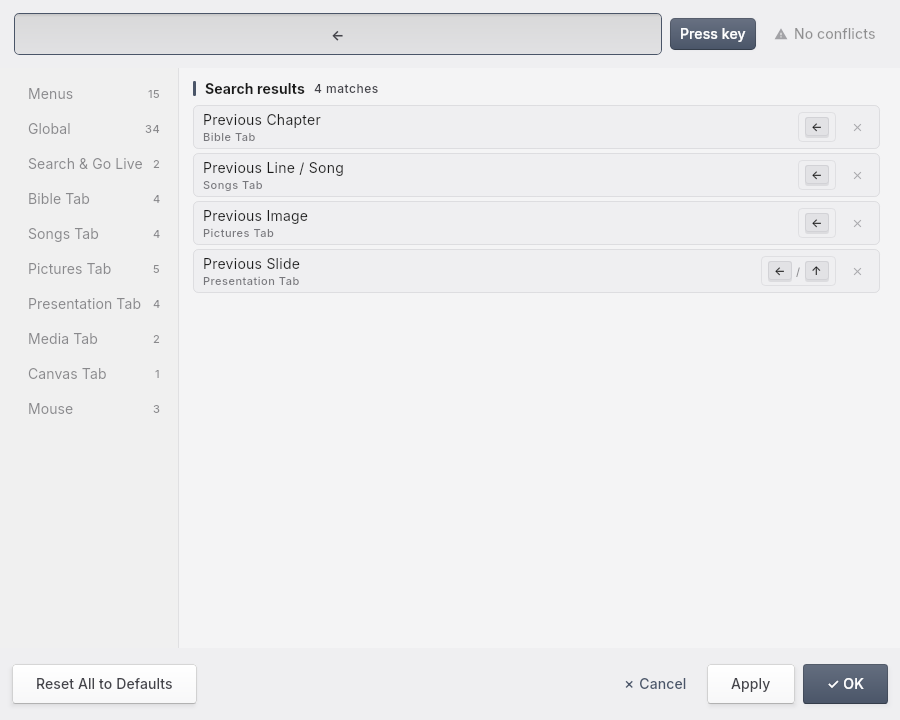 ←
Press key
No conflicts
Menus 15
Global 34
Search & Go Live 2
Bible Tab 4
Songs Tab 4
Pictures Tab 5
Presentation Tab 4
Media Tab 2
Canvas Tab 1
Mouse 3
Search results 4 matches
Previous Chapter
Bible Tab
← ×
Previous Line / Song
Songs Tab
← ×
Previous Image
Pictures Tab
← ×
Previous Slide
Presentation Tab
← / ↑ ×
Reset All to Defaults
× Cancel
Apply
✓ OK